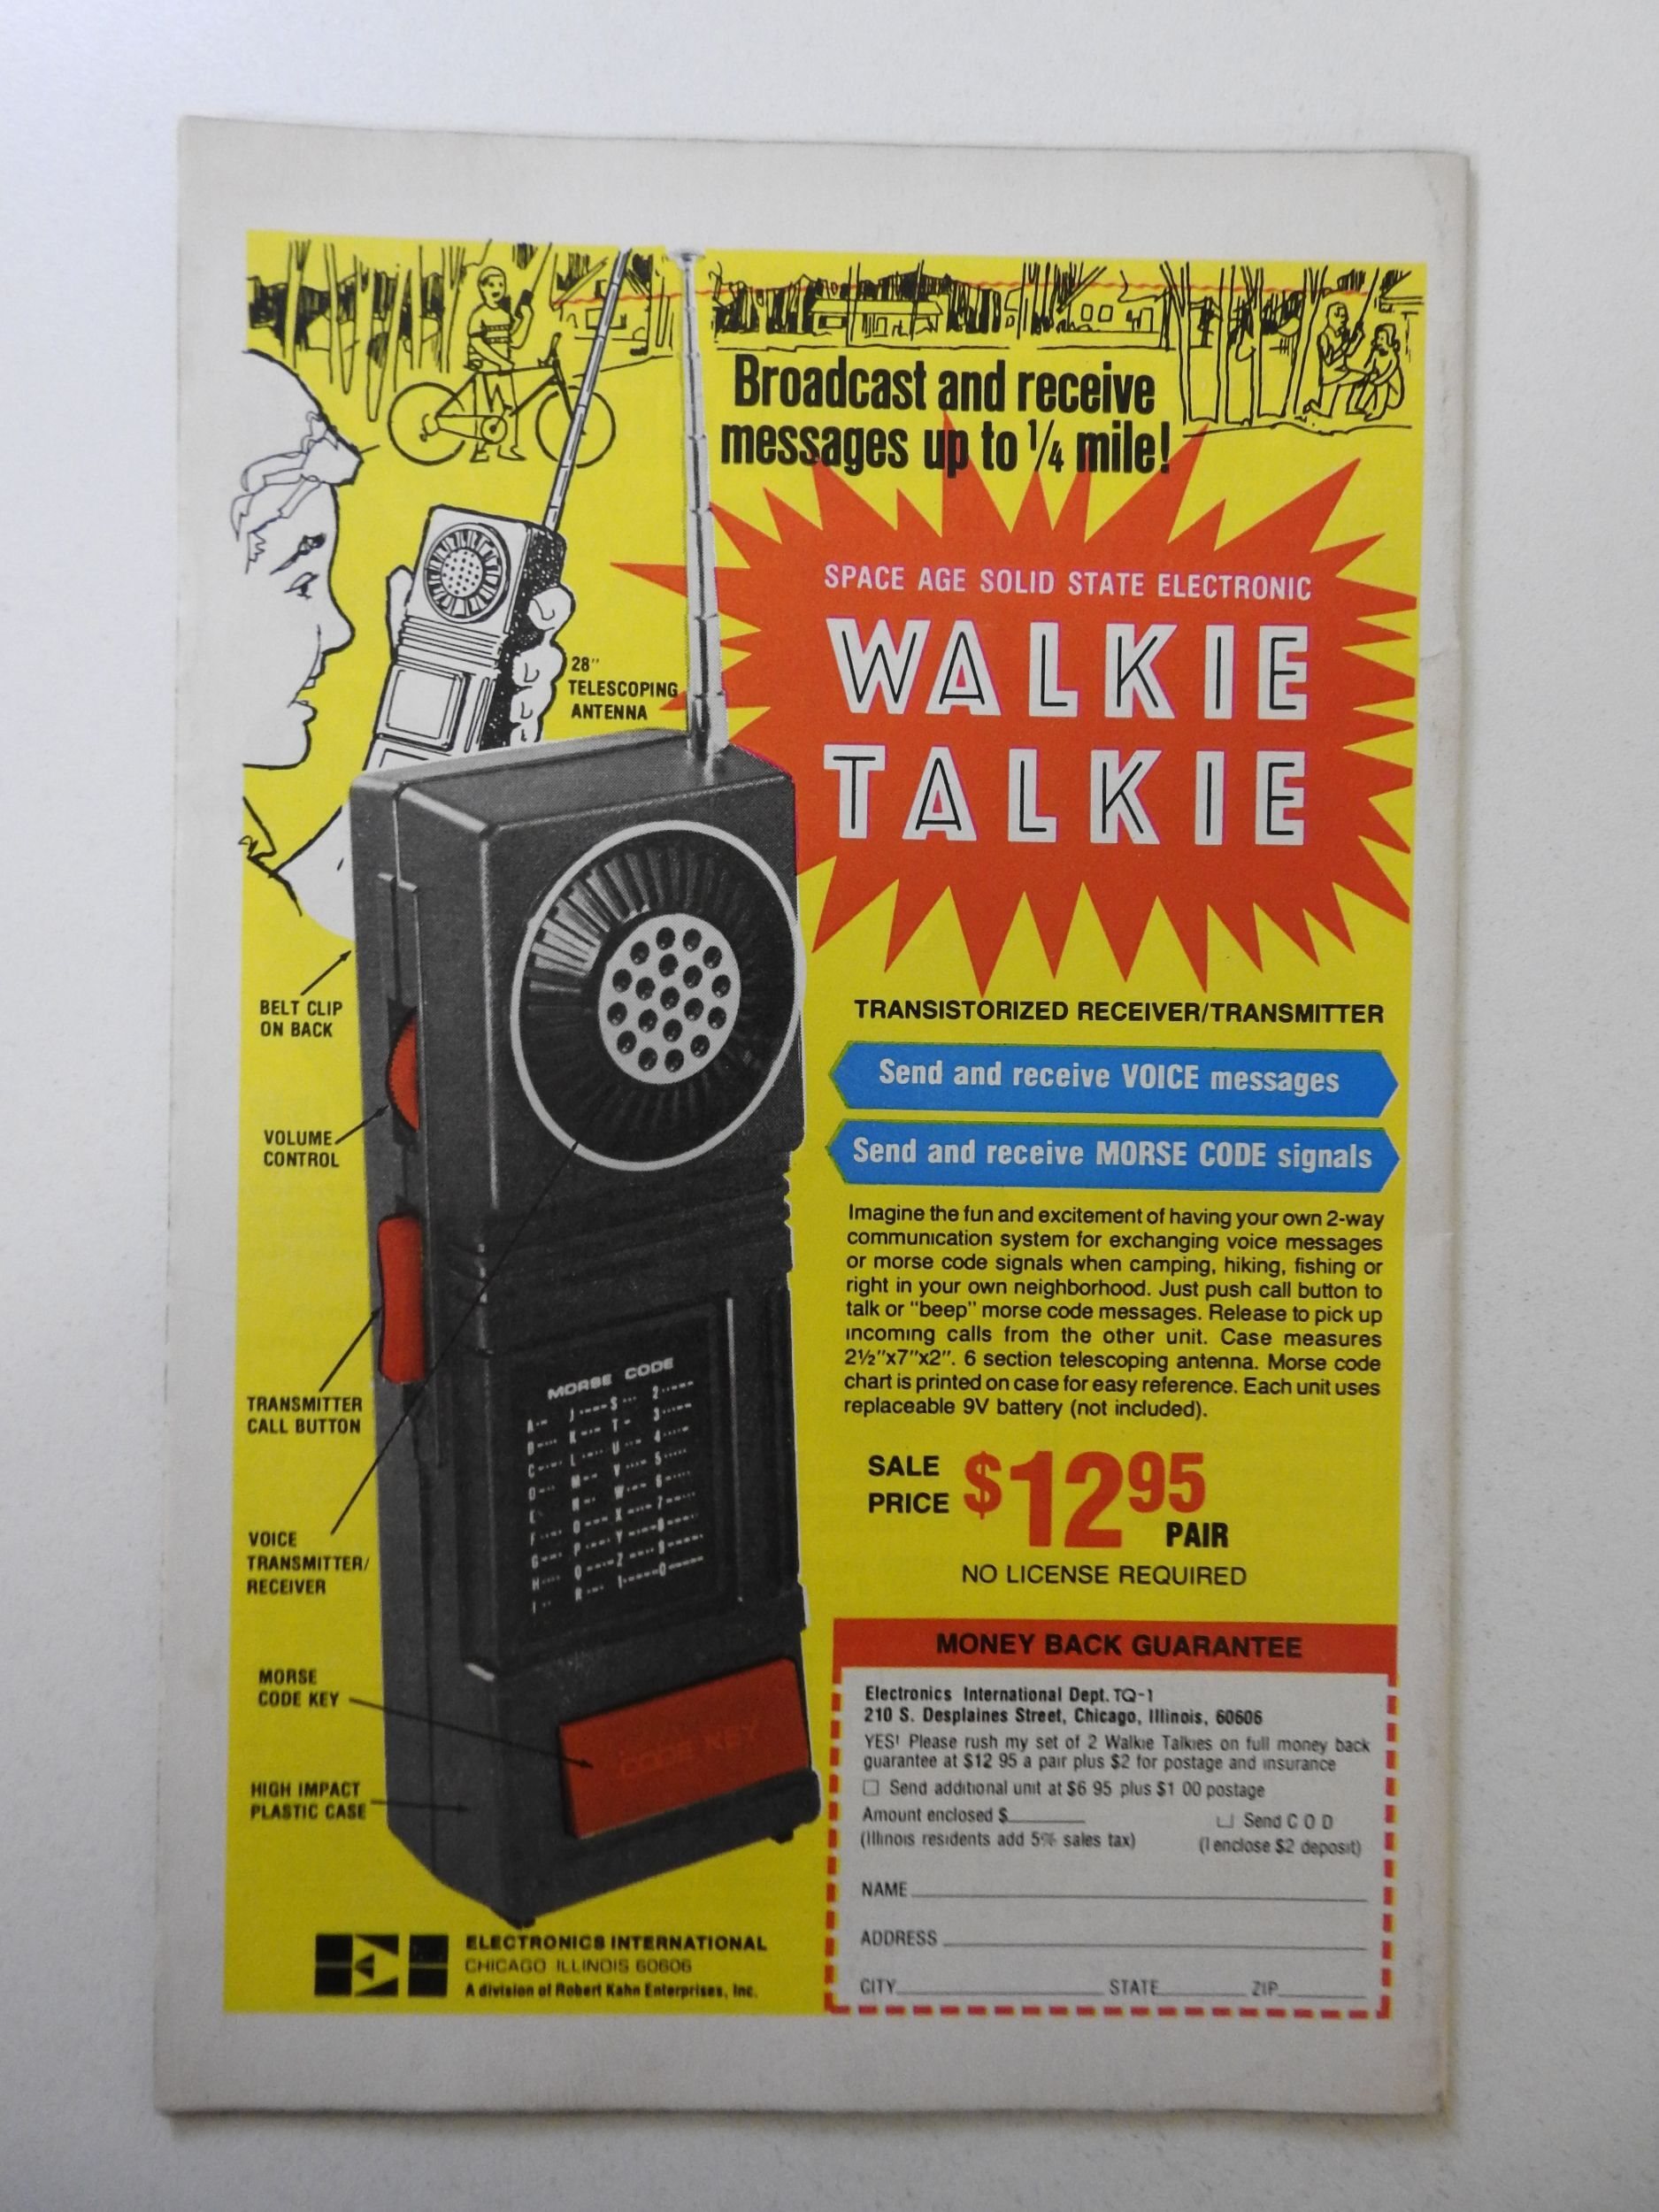 Broadcast and receive
messages up to ¼ mile!
SPACE AGE SOLID STATE ELECTRONIC
WALKIE
TALKIE
28"
TELESCOPING
ANTENNA
BELT CLIP
ON BACK
VOLUME
CONTROL
TRANSMITTER
CALL BUTTON
VOICE
TRANSMITTER/
RECEIVER
MORSE
CODE KEY
HIGH IMPACT
PLASTIC CASE
MORSE CODE
CODE KEY
TRANSISTORIZED RECEIVER/TRANSMITTER
Send and receive VOICE messages
Send and receive MORSE CODE signals
Imagine the fun and excitement of having your own 2-way
communication system for exchanging voice messages
or morse code signals when camping, hiking, fishing or
right in your own neighborhood. Just push call button to
talk or "beep" morse code messages. Release to pick up
incoming calls from the other unit. Case measures
2½"x7"x2". 6 section telescoping antenna. Morse code
chart is printed on case for easy reference. Each unit uses
replaceable 9V battery (not included).
SALE
PRICE $12 95
PAIR
NO LICENSE REQUIRED
MONEY BACK GUARANTEE
Electronics International Dept. TQ-1
210 S. Desplaines Street, Chicago, Illinois, 60606
YES! Please rush my set of 2 Walkie Talkies on full money back
guarantee at $12 95 a pair plus $2 for postage and insurance
☐ Send additional unit at $6 95 plus $1 00 postage
Amount enclosed $________ ☐ Send C O D
(Illinois residents add 5% sales tax) (I enclose $2 deposit)
NAME
ADDRESS
CITY STATE ZIP
ELECTRONICS INTERNATIONAL
CHICAGO ILLINOIS 60606
A division of Robert Kahn Enterprises, Inc.